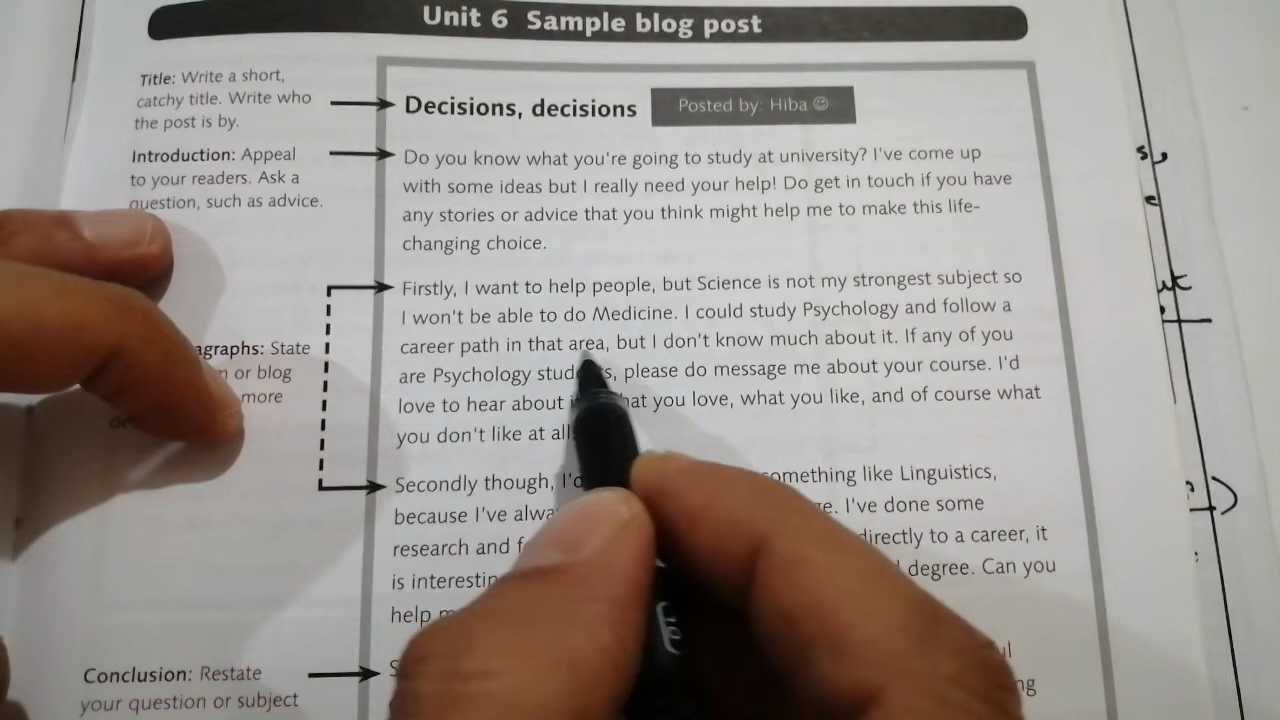 Unit 6 Sample blog post
Title: Write a short,
catchy title. Write who
the post is by.
Decisions, decisions
Posted by: Hiba ☺
Introduction: Appeal
to your readers. Ask a
question, such as advice.
Do you know what you're going to study at university? I've come up
with some ideas but I really need your help! Do get in touch if you have
any stories or advice that you think might help me to make this life-
changing choice.
agraphs: State
or blog
more
Firstly, I want to help people, but Science is not my strongest subject so
I won't be able to do Medicine. I could study Psychology and follow a
career path in that area, but I don't know much about it. If any of you
are Psychology students, please do message me about your course. I'd
love to hear about what you love, what you like, and of course what
you don't like at all
Secondly though, something like Linguistics,
because I've I've done some
research and directly to a career, it
is degree. Can you
help
Conclusion: Restate
your question or subject